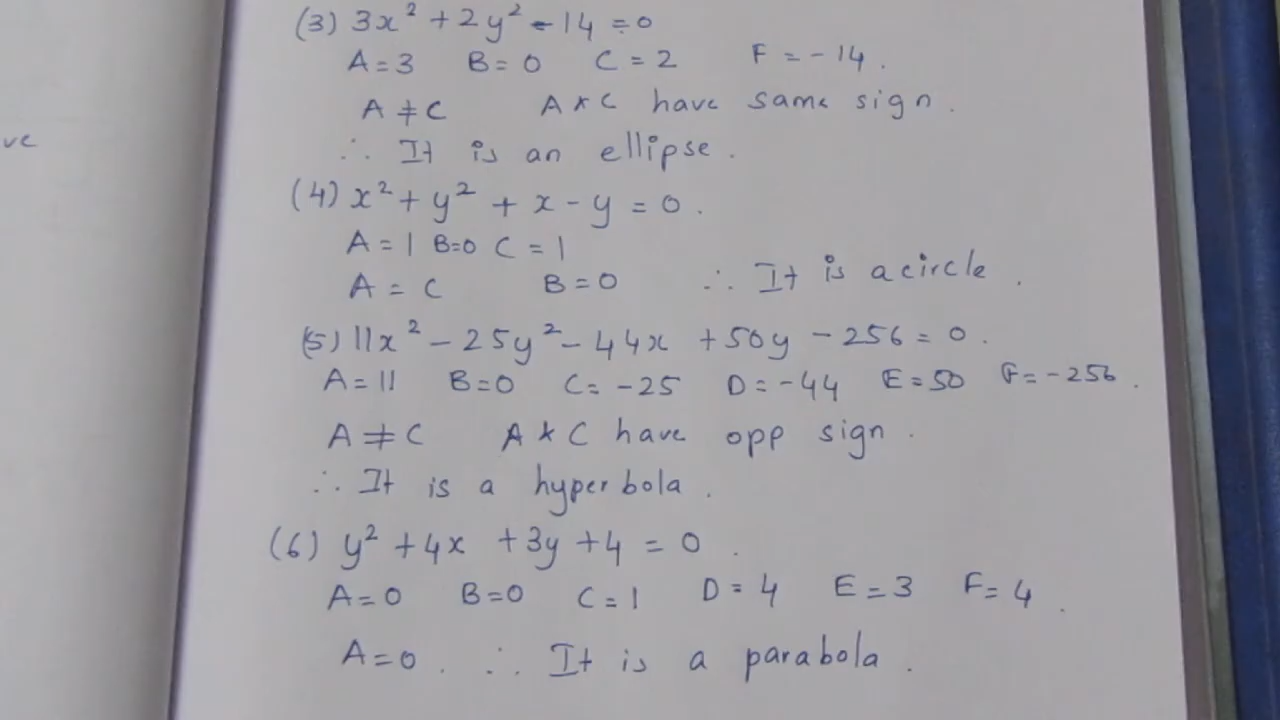 ve
(3) 3x² + 2y² - 14 = 0
A = 3 B = 0 C = 2 F = - 14 .
A ≠ C A & C have same sign .
∴ It is an ellipse .
(4) x² + y² + x - y = 0 .
A = 1 B=0 C = 1
A = C B = 0 ∴ It is a circle .
(5) 11x² - 25y² - 44x + 50y - 256 = 0 .
A = 11 B = 0 C = -25 D = -44 E = 50 F = -256 .
A ≠ C A & C have opp sign .
∴ It is a hyperbola .
(6) y² + 4x + 3y + 4 = 0 .
A = 0 B = 0 C = 1 D = 4 E = 3 F = 4 .
A = 0 . ∴ It is a parabola .